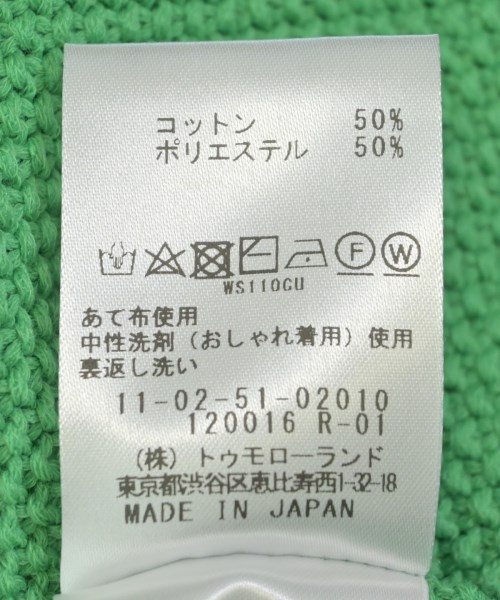 コットン 50%
ポリエステル 50%
F W
WS110CU
あて布使用
中性洗剤(おしゃれ着用)使用
裏返し洗い
11-02-51-02010
120016 R-01
(株)トゥモローランド
東京都渋谷区恵比寿西1-32-18
MADE IN JAPAN